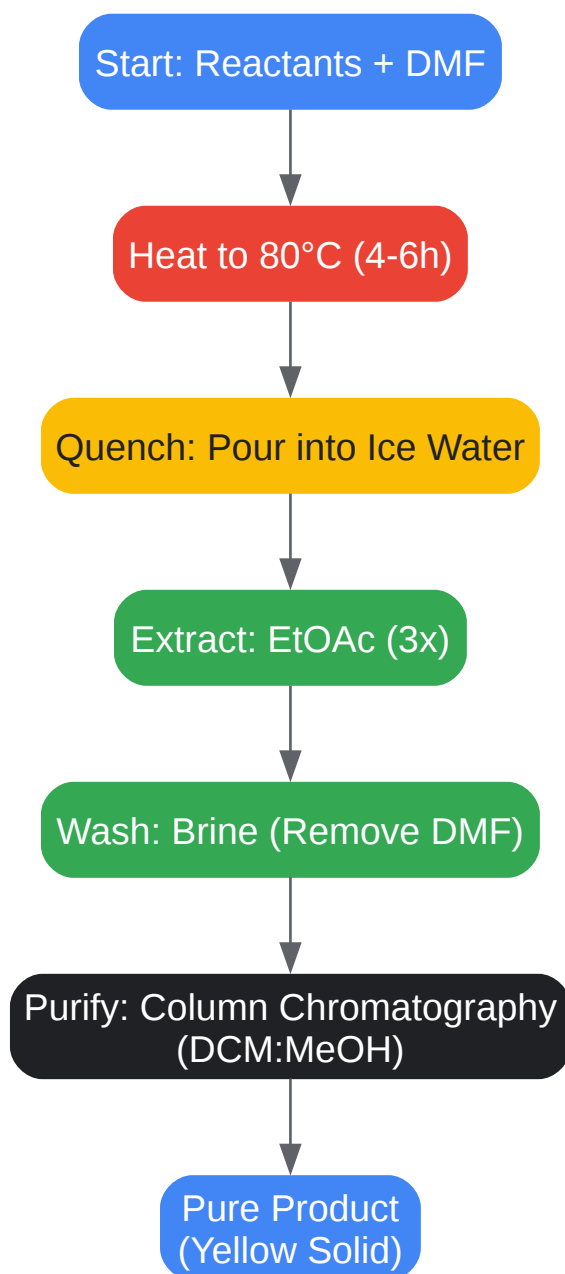 Start: Reactants + DMF
Heat to 80°C (4-6h)
Quench: Pour into Ice Water
Extract: EtOAc (3x)
Wash: Brine (Remove DMF)
Purify: Column Chromatography
(DCM:MeOH)
Pure Product
(Yellow Solid)